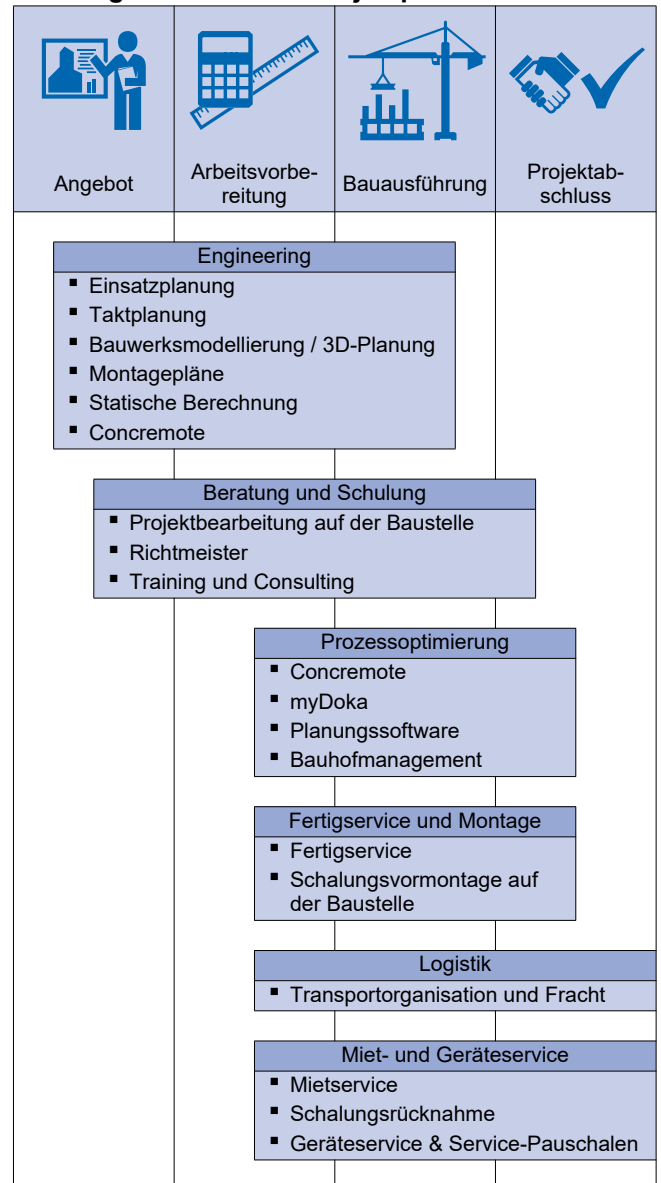 Angebot
Arbeitsvorbe-
reitung
Bauausführung
Projektab-
schluss
Engineering
▪ Einsatzplanung
▪ Taktplanung
▪ Bauwerksmodellierung / 3D-Planung
▪ Montagepläne
▪ Statische Berechnung
▪ Concremote
Beratung und Schulung
▪ Projektbearbeitung auf der Baustelle
▪ Richtmeister
▪ Training und Consulting
Prozessoptimierung
▪ Concremote
▪ myDoka
▪ Planungssoftware
▪ Bauhofmanagement
Fertigservice und Montage
▪ Fertigservice
▪ Schalungsvormontage auf
der Baustelle
Logistik
▪ Transportorganisation und Fracht
Miet- und Geräteservice
▪ Mietservice
▪ Schalungsrücknahme
▪ Geräteservice & Service-Pauschalen